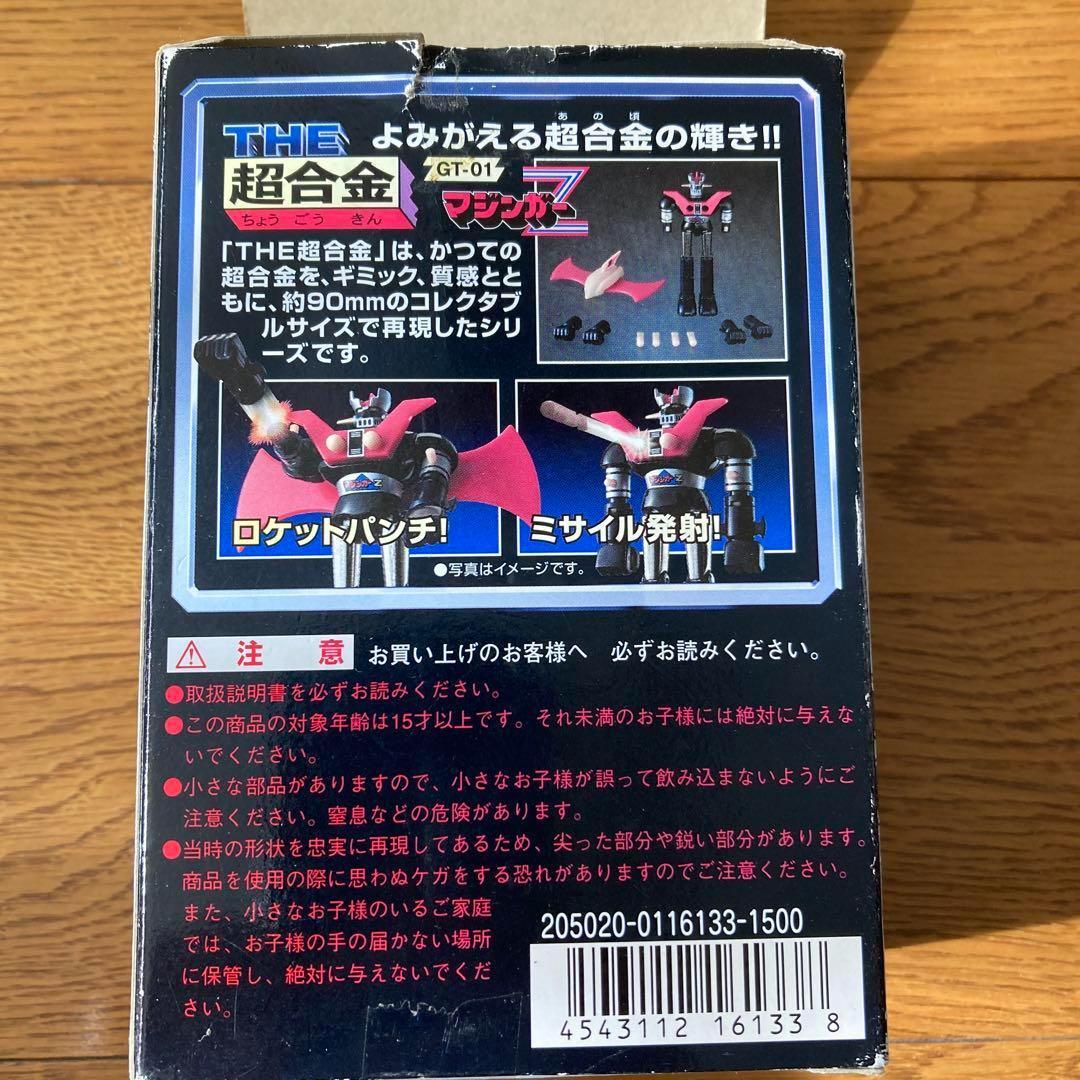 THE
超合金
ちょう ごう きん
あの頃
よみがえる超合金の輝き!!
GT-01
マジンガーZ
「THE超合金」は、かつての
超合金を、ギミック、質感とと
もに、約90mmのコレクタブ
ルサイズで再現したシリ
ーズです。
マジンガーZ
ロケットパンチ!
マジンガーZ
ミサイル発射!
●写真はイメージです。
⚠注 意 お買い上げのお客様へ 必ずお読みください。
●取扱説明書を必ずお読みください。
●この商品の対象年齢は15才以上です。それ未満のお子様には絶対に与えな
いでください。
●小さな部品がありますので、小さなお子様が誤って飲み込まないようにご
注意ください。窒息などの危険があります。
●当時の形状を忠実に再現してあるため、尖った部分や鋭い部分があります。
商品を使用の際に思わぬケガをする恐れがありますのでご注意ください。
また、小さなお子様のいるご家庭
では、お子様の手の届かない場所
に保管し、絶対に与えないでくだ
さい。
205020-0116133-1500
4543112 16133 8